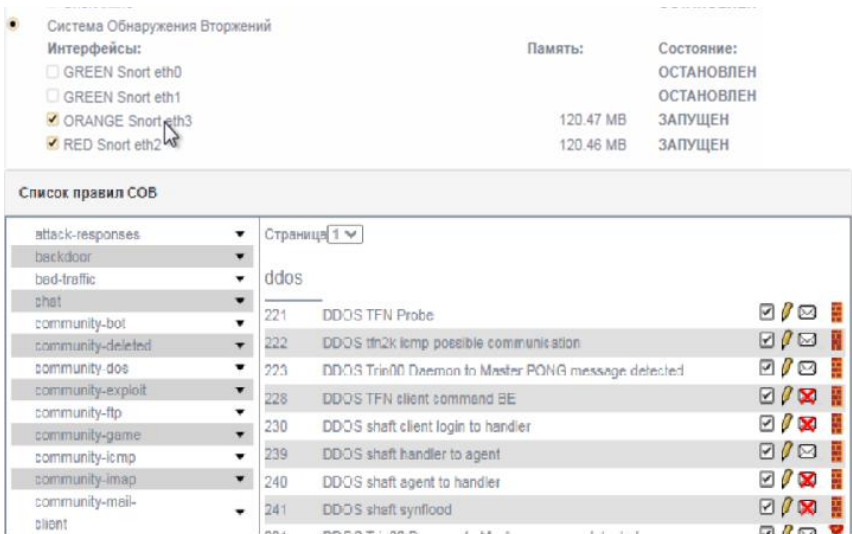 Система Обнаружения Вторжений
Интерфейсы: Память: Состояние:
GREEN Snort eth0 ОСТАНОВЛЕН
GREEN Snort eth1 ОСТАНОВЛЕН
ORANGE Snort eth3 120.47 MB ЗАПУЩЕН
RED Snort eth2 120.46 MB ЗАПУЩЕН
Список правил СОВ
attack-responses
backdoor
bad-traffic
chat
community-bot
community-deleted
community-dos
community-exploit
community-ftp
community-game
community-icmp
community-imap
community-mail-
client
Страница 1
ddos
221 DDOS TFN Probe
222 DDOS tfn2k icmp possible communication
223 DDOS Trin00 Daemon to Master PONG message detected
228 DDOS TFN client command BE
230 DDOS shaft client login to handler
239 DDOS shaft handler to agent
240 DDOS shaft agent to handler
241 DDOS shaft synflood